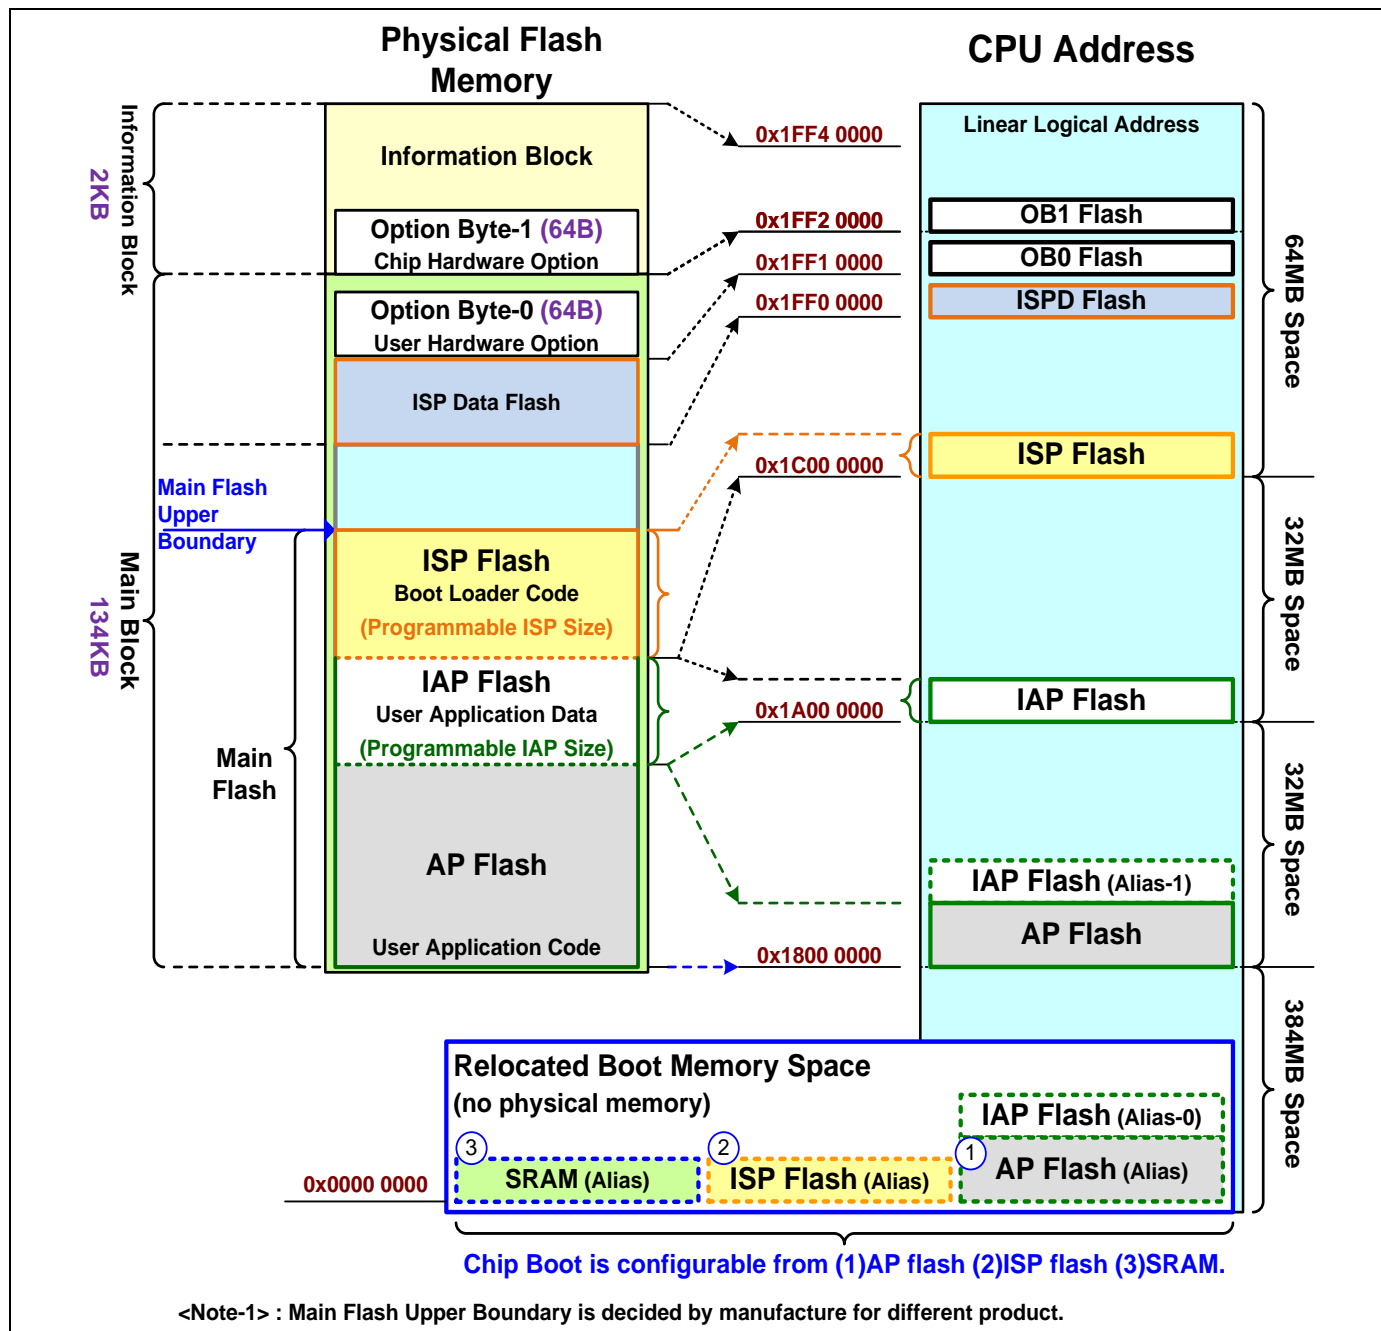 Physical Flash
Memory
CPU Address
Information Block
2KB
Information Block
Option Byte-1 (64B)
Chip Hardware Option
Option Byte-0 (64B)
User Hardware Option
ISP Data Flash
Main Flash
Upper
Boundary
Main Block
134KB
Main
Flash
ISP Flash
Boot Loader Code
(Programmable ISP Size)
IAP Flash
User Application Data
(Programmable IAP Size)
AP Flash
User Application Code
0x1FF4 0000
0x1FF2 0000
0x1FF1 0000
0x1FF0 0000
0x1C00 0000
0x1A00 0000
0x1800 0000
0x0000 0000
Linear Logical Address
OB1 Flash
OB0 Flash
ISPD Flash
ISP Flash
IAP Flash
IAP Flash (Alias-1)
AP Flash
64MB Space
32MB Space
32MB Space
384MB Space
Relocated Boot Memory Space
(no physical memory)
3
SRAM (Alias)
2
ISP Flash (Alias)
IAP Flash (Alias-0)
1
AP Flash (Alias)
Chip Boot is configurable from (1)AP flash (2)ISP flash (3)SRAM.
<Note-1> : Main Flash Upper Boundary is decided by manufacture for different product.